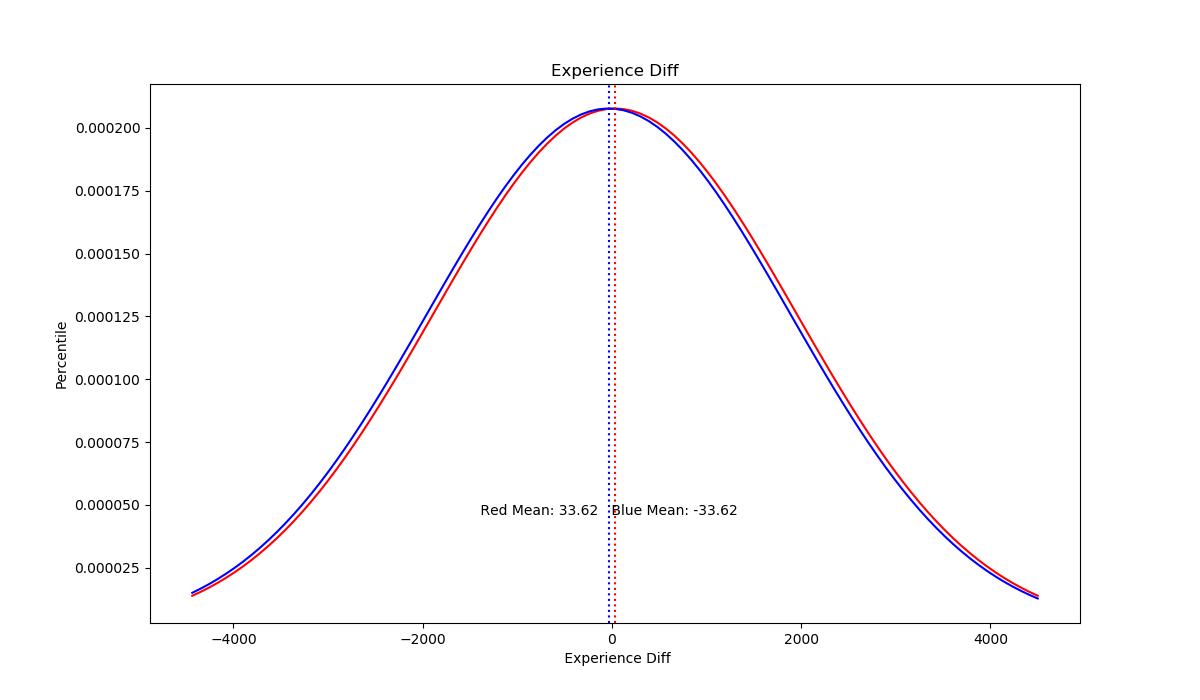 Experience Diff
0.000200
0.000175
0.000150
0.000125
0.000100
0.000075
0.000050
0.000025
Percentile
Red Mean: 33.62
Blue Mean: -33.62
−4000
−2000
0
2000
4000
Experience Diff